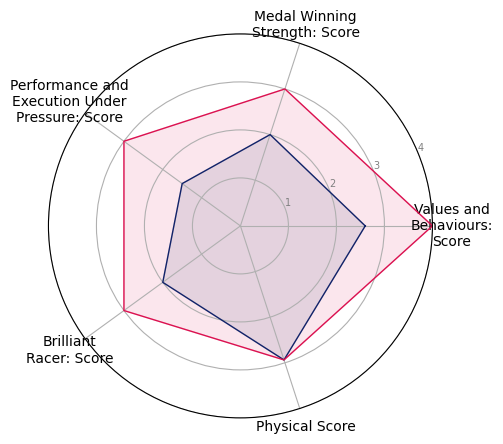 Medal Winning
Strength: Score
Performance and
Execution Under
Pressure: Score
4
3
2
1
Values and
Behaviours:
Score
Brilliant
Racer: Score
Physical Score